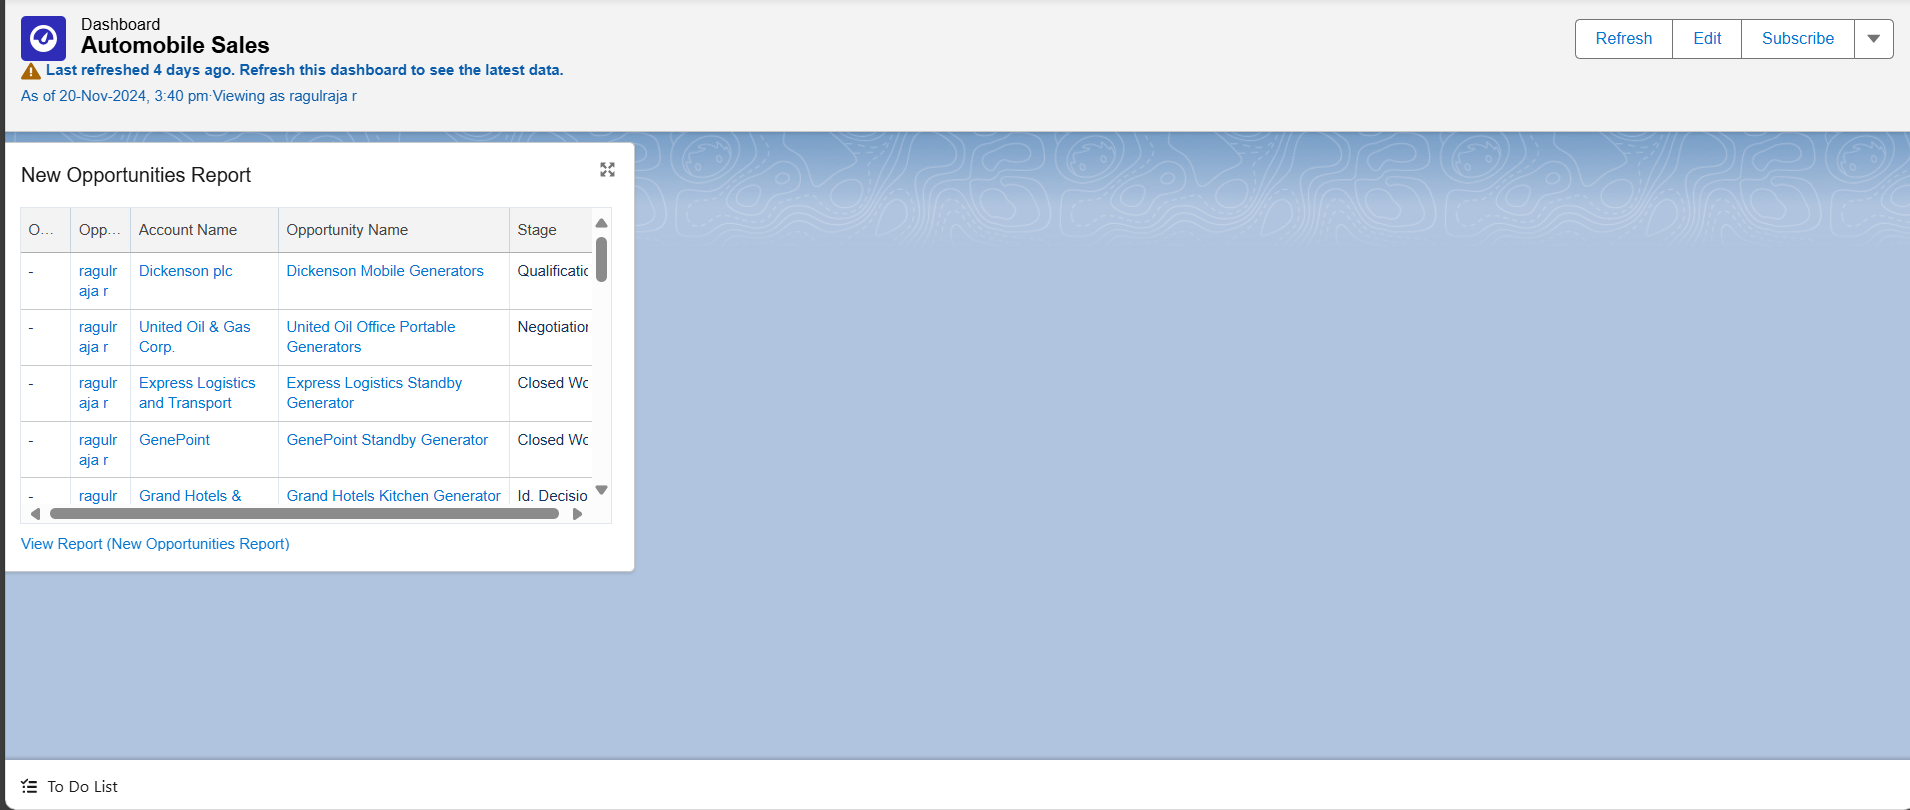 Dashboard
Automobile Sales
Last refreshed 4 days ago. Refresh this dashboard to see the latest data.
As of 20-Nov-2024, 3:40 pm·Viewing as ragulraja r
Refresh Edit Subscribe
New Opportunities Report
O... Opp... Account Name Opportunity Name Stage
- ragulr Dickenson plc Dickenson Mobile Generators Qualificatio
aja r
- ragulr United Oil & Gas United Oil Office Portable Negotiation
aja r Corp. Generators
- ragulr Express Logistics Express Logistics Standby Closed Wo
aja r and Transport Generator
- ragulr GenePoint GenePoint Standby Generator Closed Wo
aja r
- ragulr Grand Hotels & Grand Hotels Kitchen Generator Id. Decisio
View Report (New Opportunities Report)
To Do List